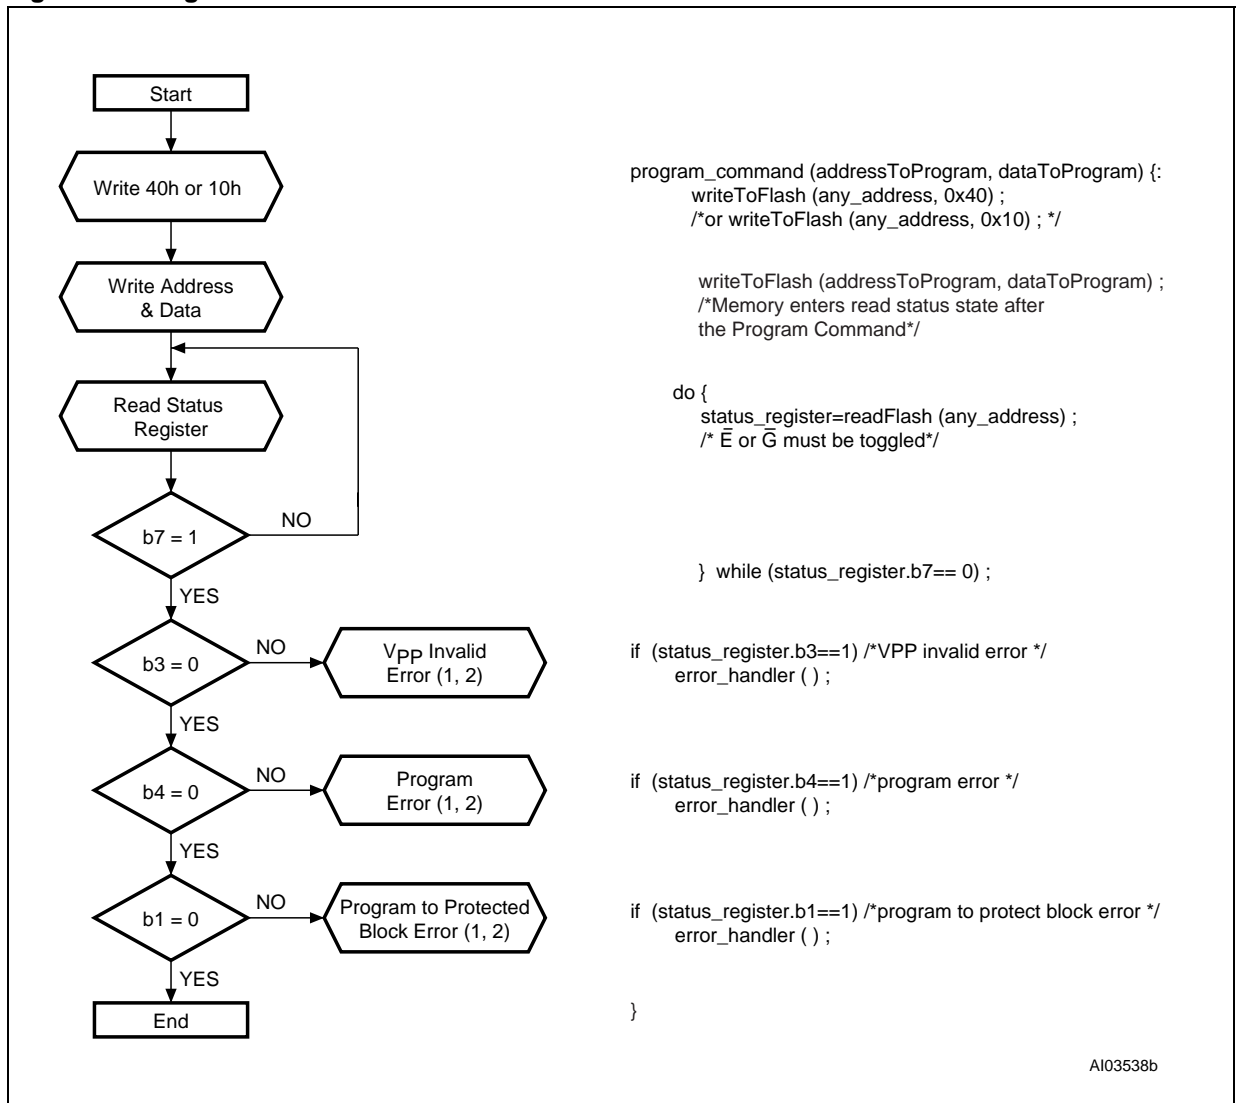 Start
Write 40h or 10h
Write Address
& Data
Read Status
Register
b7 = 1
NO
YES
b3 = 0
NO
VPP Invalid
Error (1, 2)
YES
b4 = 0
NO
Program
Error (1, 2)
YES
b1 = 0
NO
Program to Protected
Block Error (1, 2)
YES
End
program_command (addressToProgram, dataToProgram) {:
writeToFlash (any_address, 0x40) ;
/*or writeToFlash (any_address, 0x10) ; */
writeToFlash (addressToProgram, dataToProgram) ;
/*Memory enters read status state after
the Program Command*/
do {
status_register=readFlash (any_address) ;
/* E̅ or G̅ must be toggled*/
} while (status_register.b7== 0) ;
if (status_register.b3==1) /*VPP invalid error */
error_handler ( ) ;
if (status_register.b4==1) /*program error */
error_handler ( ) ;
if (status_register.b1==1) /*program to protect block error */
error_handler ( ) ;
}
AI03538b